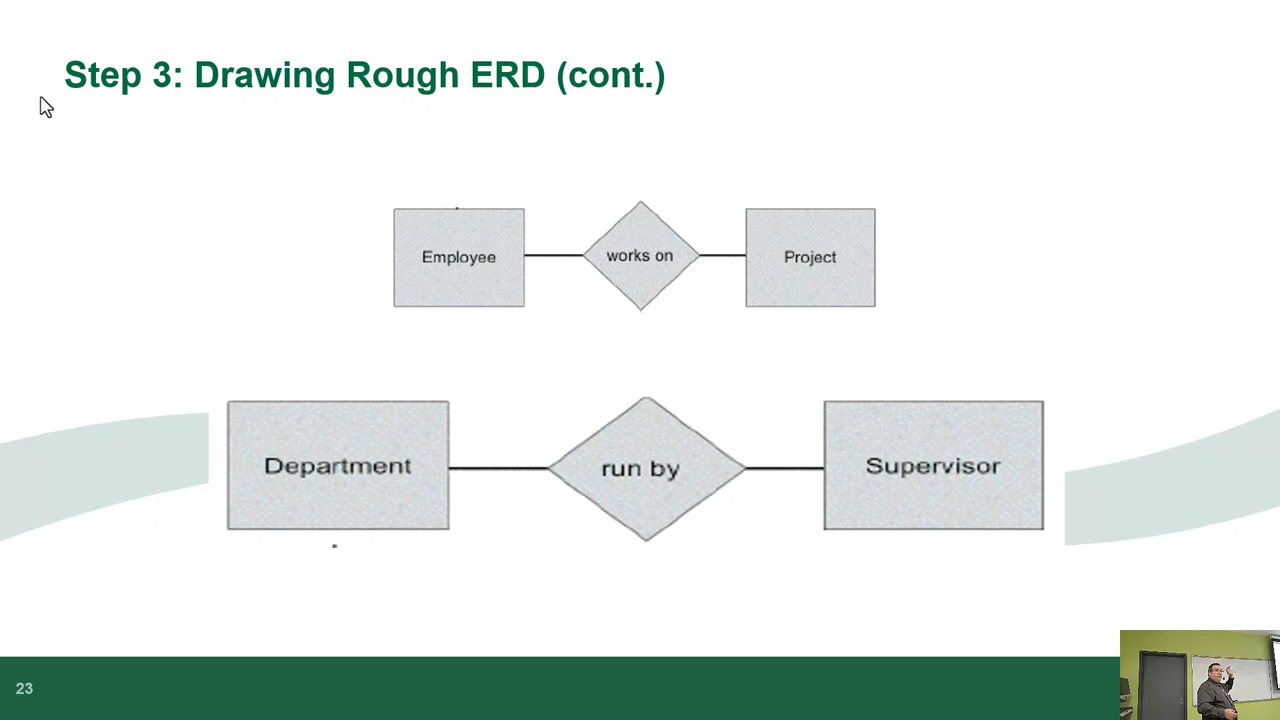 Step 3: Drawing Rough ERD (cont.)
Employee
works on
Project
Department
run by
Supervisor
23